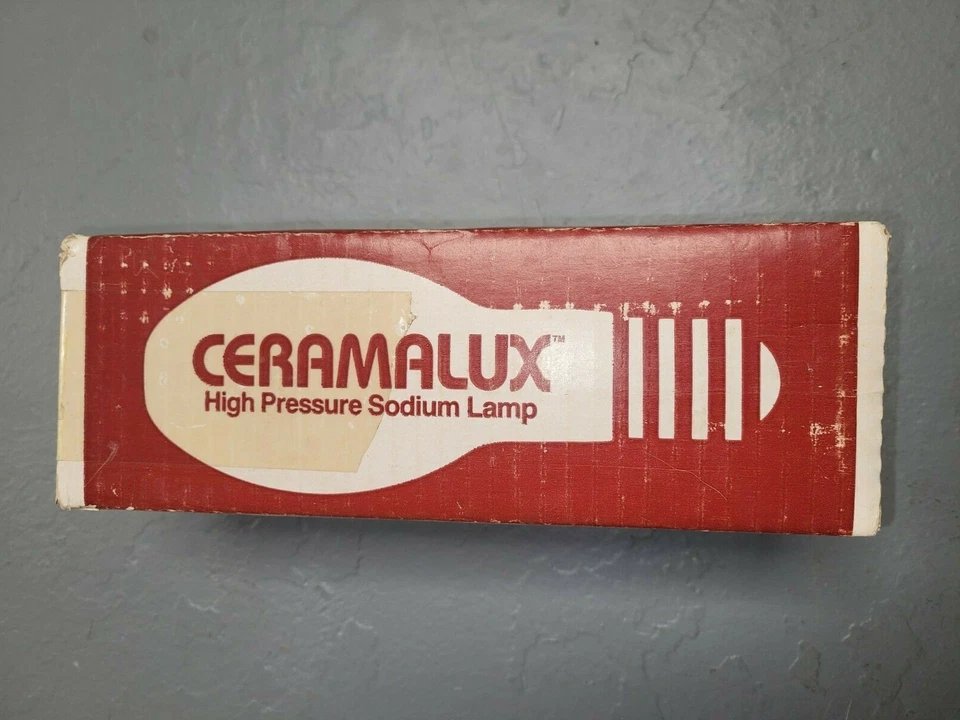 CERAMALUX™
High Pressure Sodium Lamp